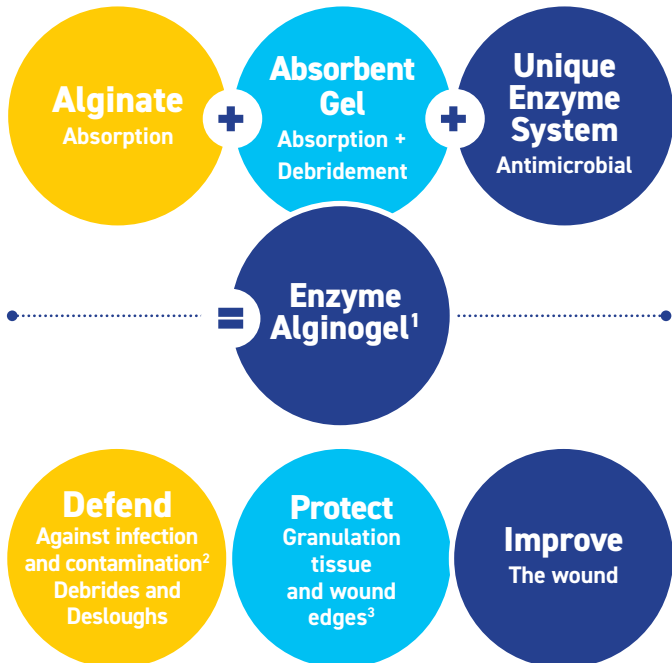 Alginate
Absorption
+
Absorbent
Gel
Absorption +
Debridement
+
Unique
Enzyme
System
Antimicrobial
=
Enzyme
Alginogel¹
Defend
Against infection
and contamination²
Debrides and
Desloughs
Protect
Granulation
tissue
and wound
edges³
Improve
The wound